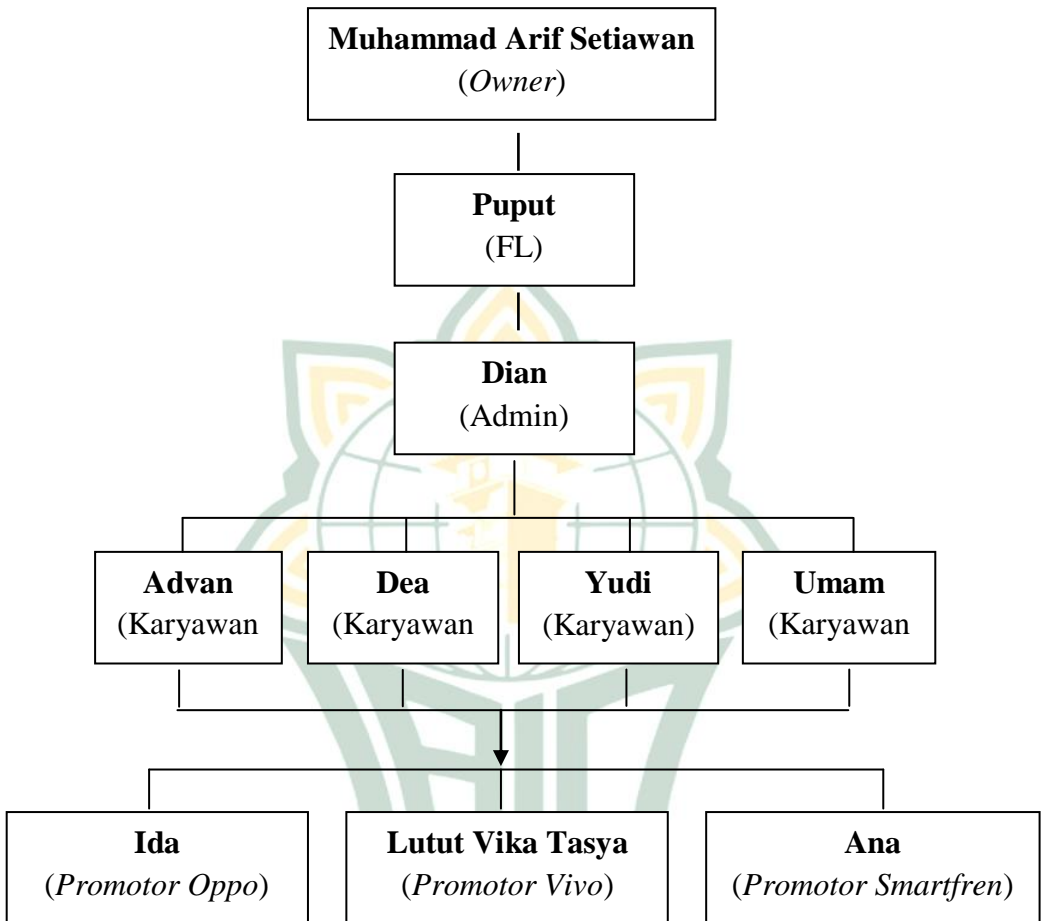 Muhammad Arif Setiawan
(Owner)
Puput
(FL)
Dian
(Admin)
Advan
(Karyawan
Dea
(Karyawan
Yudi
(Karyawan)
Umam
(Karyawan
Ida
(Promotor Oppo)
Lutut Vika Tasya
(Promotor Vivo)
Ana
(Promotor Smartfren)